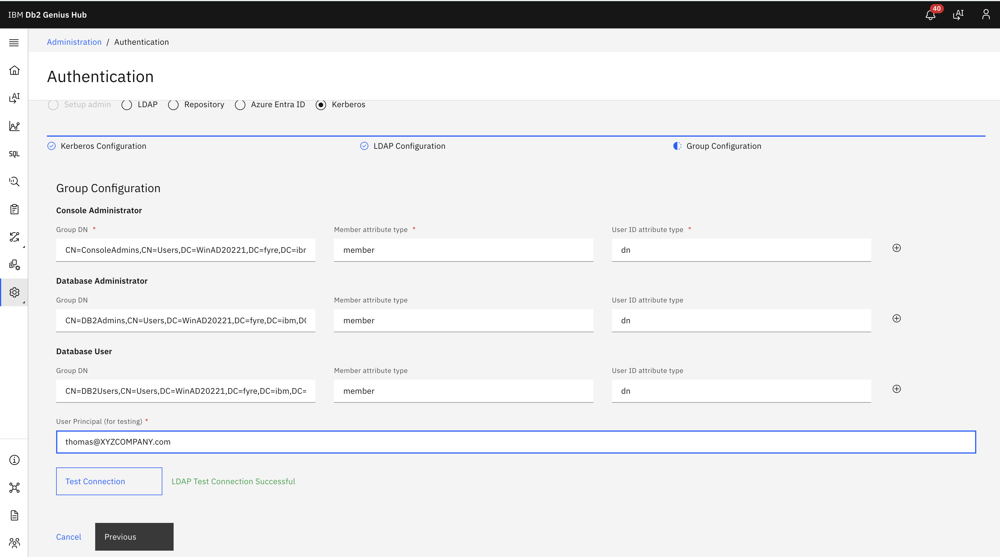 IBM Db2 Genius Hub
40
AI
Administration / Authentication
AI
SQL
Authentication
Setup admin LDAP Repository Azure Entra ID Kerberos
Kerberos Configuration LDAP Configuration Group Configuration
Group Configuration
Console Administrator
Group DN * Member attribute type * User ID attribute type *
CN=ConsoleAdmins,CN=Users,DC=WinAD20221,DC=fyre,DC=ibr member dn
Database Administrator
Group DN Member attribute type User ID attribute type
CN=DB2Admins,CN=Users,DC=WinAD20221,DC=fyre,DC=ibm,DC member dn
Database User
Group DN Member attribute type User ID attribute type
CN=DB2Users,CN=Users,DC=WinAD20221,DC=fyre,DC=ibm,DC= member dn
User Principal (for testing) *
thomas@XYZCOMPANY.com
Test Connection LDAP Test Connection Successful
Cancel Previous